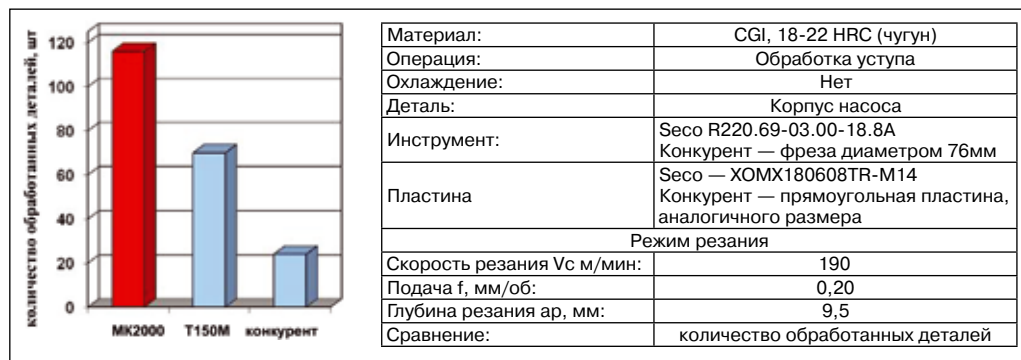 количество обработанных деталей, шт
120
100
80
60
40
20
0
МК2000 T150M конкурент
Материал: CGI, 18-22 HRC (чугун)
Операция: Обработка уступа
Охлаждение: Нет
Деталь: Корпус насоса
Инструмент: Seco R220.69-03.00-18.8A
Конкурент — фреза диаметром 76мм
Пластина Seco — XOMX180608TR-M14
Конкурент — прямоугольная пластина,
аналогичного размера
Режим резания
Скорость резания Vc м/мин: 190
Подача f, мм/об: 0,20
Глубина резания ap, мм: 9,5
Сравнение: количество обработанных деталей